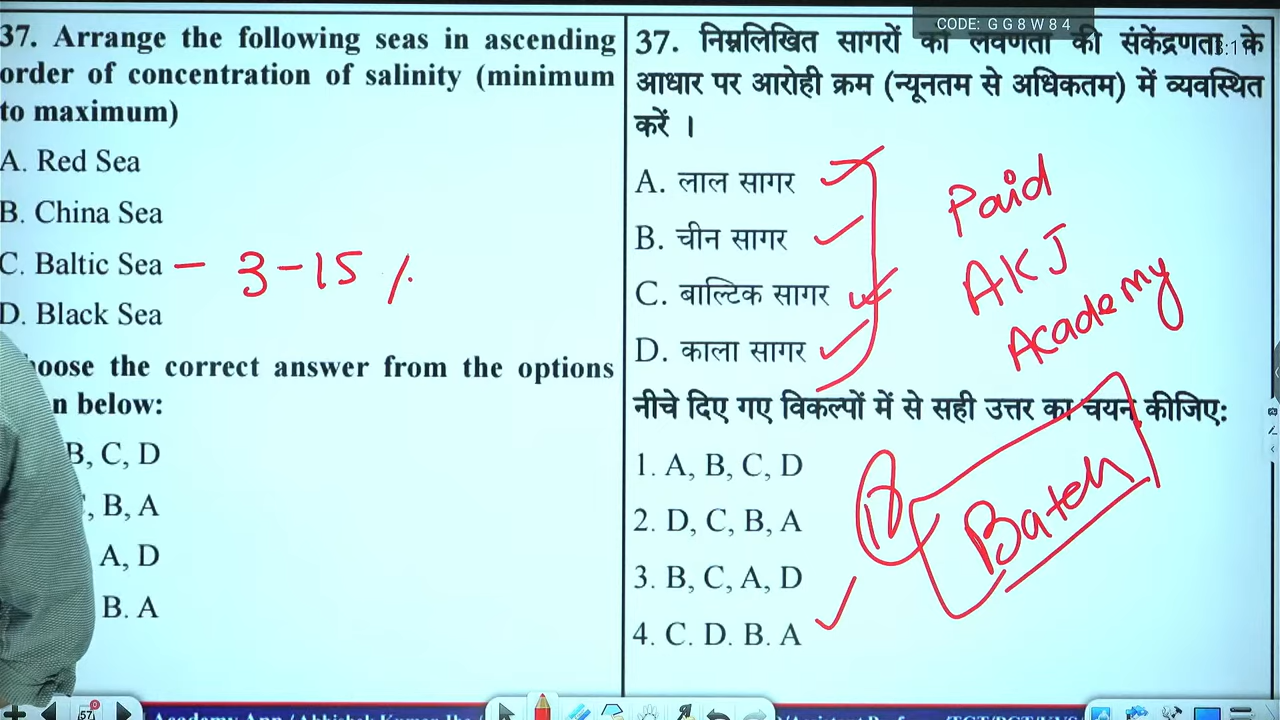 CODE: G G 8 W 8 4
37. Arrange the following seas in ascending
order of concentration of salinity (minimum
to maximum)
A. Red Sea
B. China Sea
C. Baltic Sea - 3-15 %
D. Black Sea
oose the correct answer from the options
n below:
B, C, D
, B, A
A, D
B. A
37. निम्नलिखित सागरों को लवणता की संकेंद्रणता के
आधार पर आरोही क्रम (न्यूनतम से अधिकतम) में व्यवस्थित
करें ।
A. लाल सागर
B. चीन सागर
C. बाल्टिक सागर
D. काला सागर
नीचे दिए गए विकल्पों में से सही उत्तर का चयन कीजिए:
1. A, B, C, D
2. D, C, B, A
3. B, C, A, D
4. C. D. B. A
Paid
AKJ
Academy
Batch
57